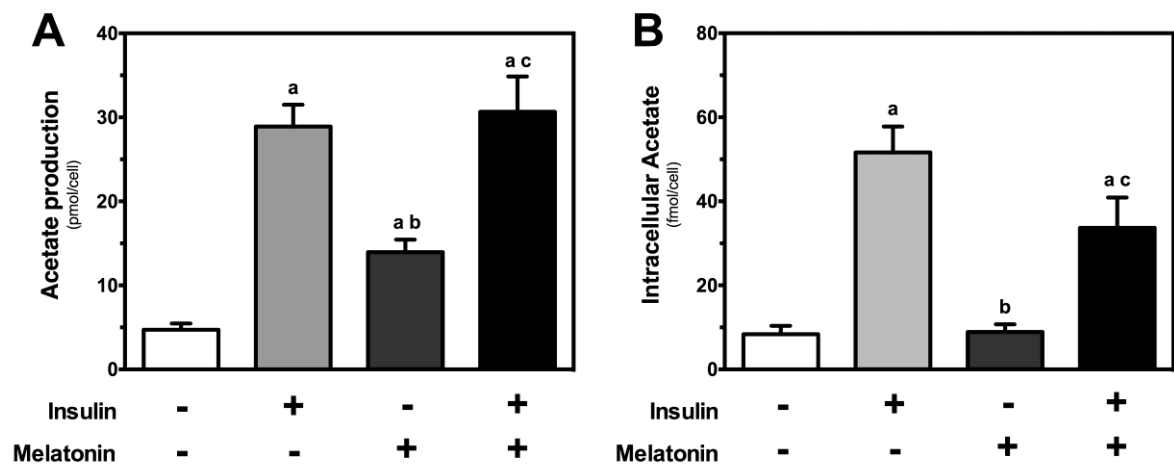 A
Acetate production
(pmol/cell)
40
30
20
10
0
a
a b
a c
Insulin - + - +
Melatonin - - + +
B
Intracellular Acetate
(fmol/cell)
80
60
40
20
0
a
b
a c
Insulin - + - +
Melatonin - - + +